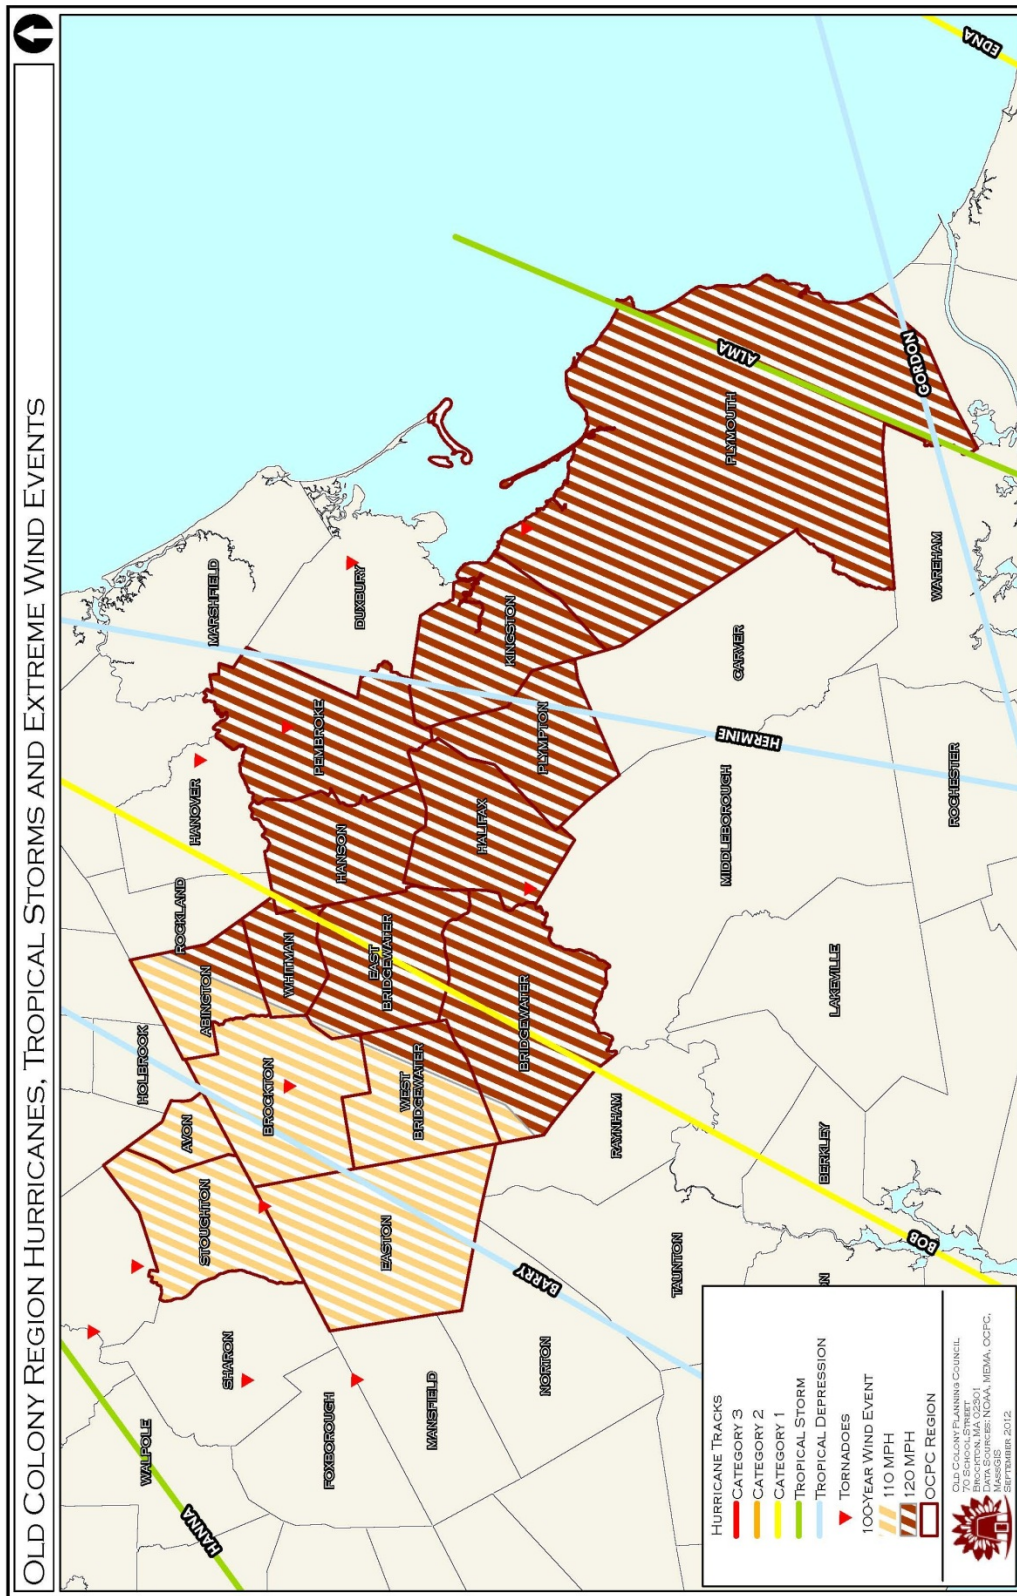 OLD COLONY REGION HURRICANES, TROPICAL STORMS AND EXTREME WIND EVENTS
HANNA
WALPOLE
SHARON
FOXBOROUGH
MANSFIELD
NORTON
BARRY
STOUGHTON
AVON
HOLBROOK
BROCKTON
EASTON
WEST
BRIDGEWATER
ABINGTON
ROCKLAND
WHITMAN
EAST
BRIDGEWATER
BRIDGEWATER
HANOVER
HANSON
PEMBROKE
HALIFAX
MARSHFIELD
DUXBURY
KINGSTON
PLYMPTON
PLYMOUTH
ALMA
GORDON
EDNA
CARVER
HERMINE
MIDDLEBOROUGH
WAREHAM
ROCHESTER
LAKEVILLE
RAYNHAM
TAUNTON
BERKLEY
BOB
ON
HURRICANE TRACKS
CATEGORY 3
CATEGORY 2
CATEGORY 1
TROPICAL STORM
TROPICAL DEPRESSION
TORNADOES
100-YEAR WIND EVENT
110 MPH
120 MPH
OCPC REGION
OLD COLONY PLANNING COUNCIL
70 SCHOOL STREET
BROCKTON, MA 02301
DATA SOURCES: NOAA, MEMA, OCPC,
MASSGIS
SEPTEMBER 2012